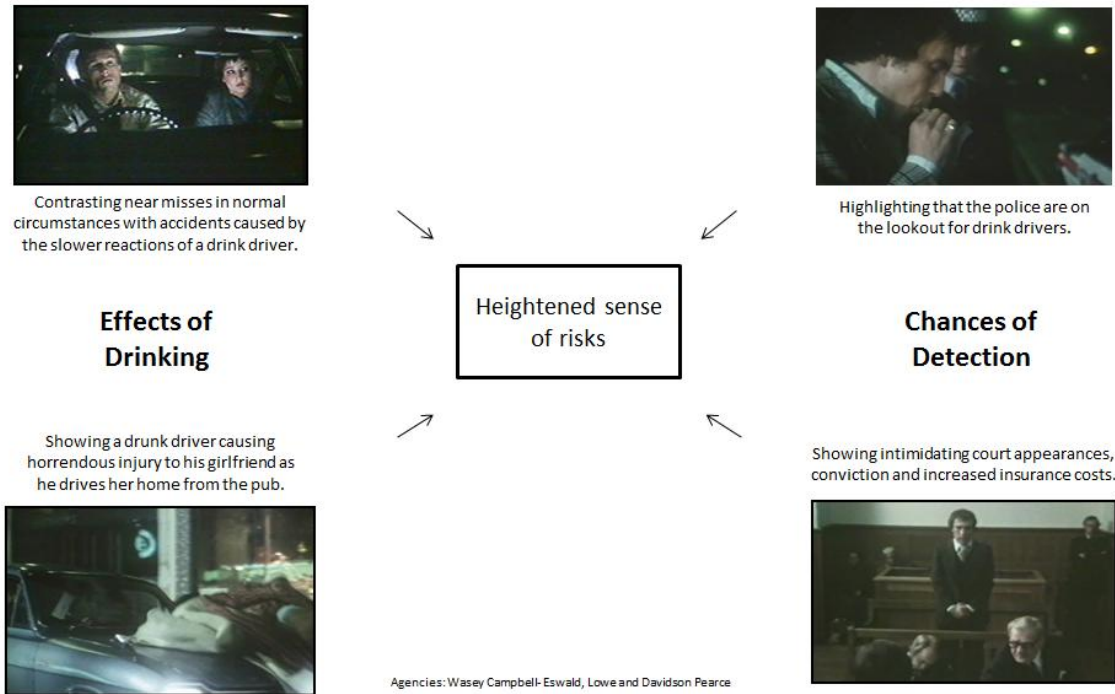 Contrasting near misses in normal
circumstances with accidents caused by
the slower reactions of a drink driver.
Highlighting that the police are on
the lookout for drink drivers.
Effects of
Drinking
Heightened sense
of risks
Chances of
Detection
Showing a drunk driver causing
horrendous injury to his girlfriend as
he drives her home from the pub.
Showing intimidating court appearances,
conviction and increased insurance costs.
Agencies: Wasey Campbell- Eswald, Lowe and Davidson Pearce